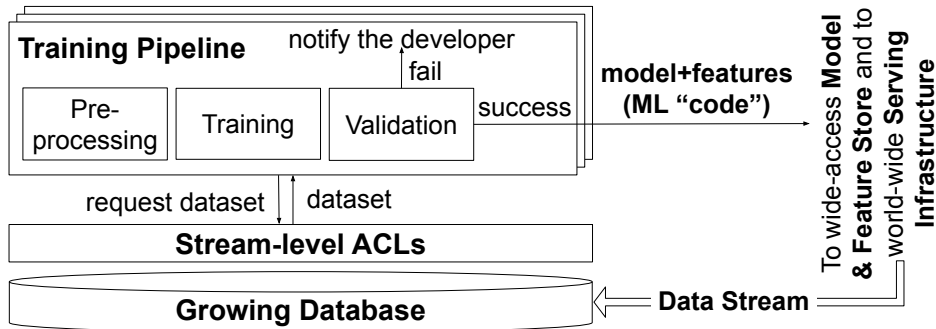 Training Pipeline
notify the developer
fail
Pre-
processing
Training
Validation
success
model+features
(ML “code”)
To wide-access Model
& Feature Store and to
world-wide Serving
Infrastructure
request dataset
dataset
Stream-level ACLs
Growing Database
Data Stream